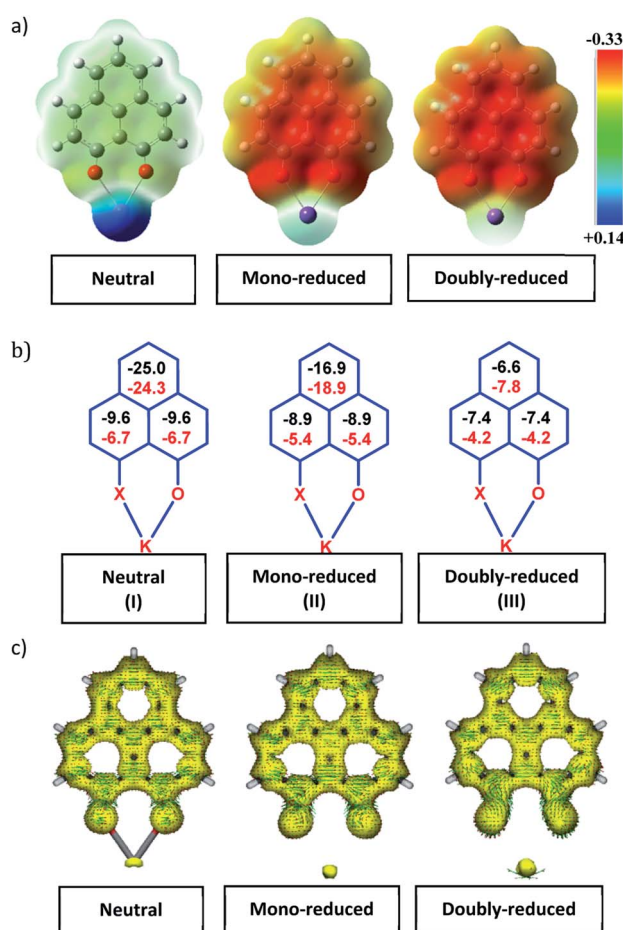 a)
-0.33
+0.14
Neutral
Mono-reduced
Doubly-reduced
b)
-25.0
-24.3
-9.6
-9.6
-6.7
-6.7
X
O
K
Neutral
(I)
-16.9
-18.9
-8.9
-8.9
-5.4
-5.4
X
O
K
Mono-reduced
(II)
-6.6
-7.8
-7.4
-7.4
-4.2
-4.2
X
O
K
Doubly-reduced
(III)
c)
Neutral
Mono-reduced
Doubly-reduced